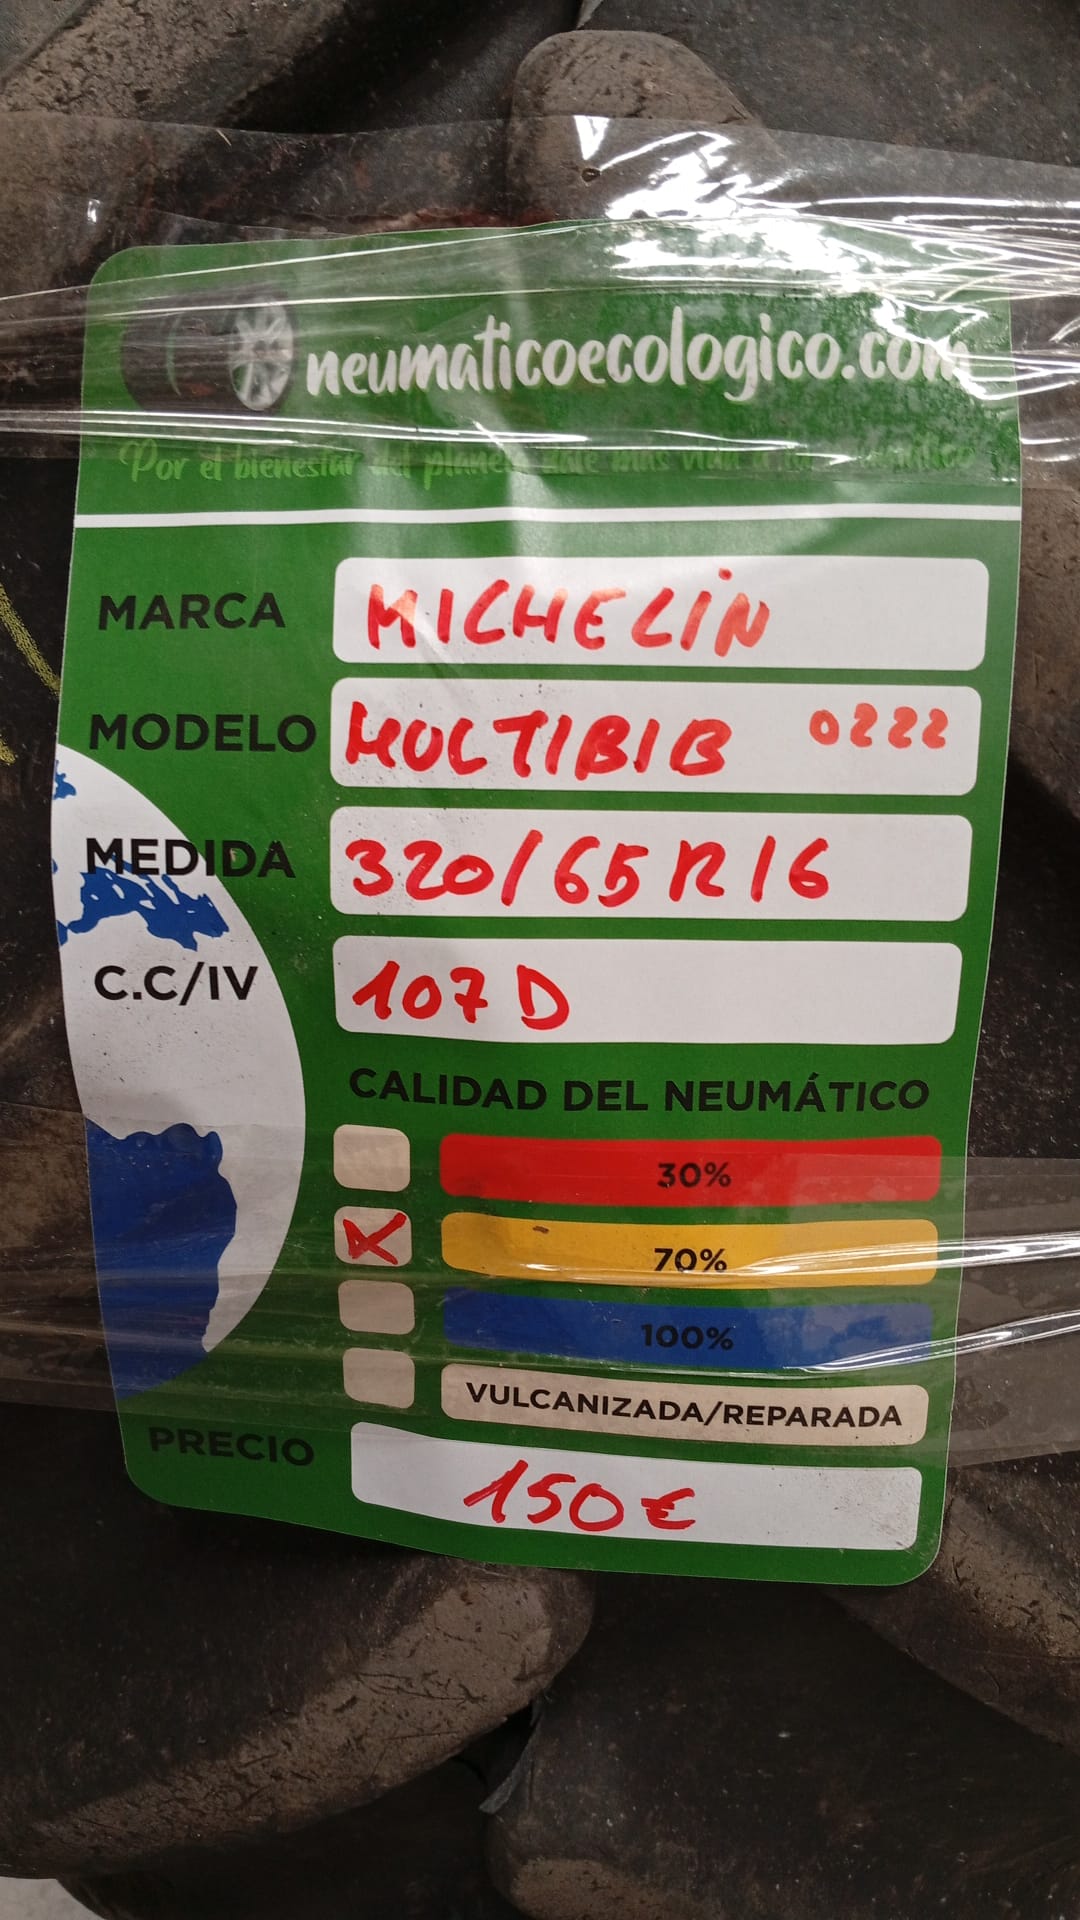 neumaticoecologico.com
Por el bienestar del planeta
MARCA MICHELIN
MODELO MULTIBIB 0222
MEDIDA 320/65R16
C.C/IV 107D
CALIDAD DEL NEUMÁTICO
30%
X 70%
100%
VULCANIZADA/REPARADA
PRECIO 150€